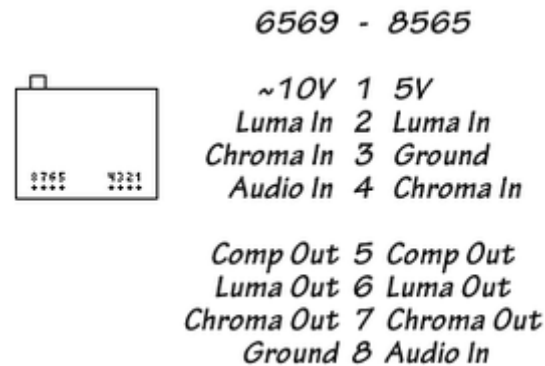 6569 - 8565
~10V 1 5V
Luma In 2 Luma In
Chroma In 3 Ground
Audio In 4 Chroma In
8765 4321
Comp Out 5 Comp Out
Luma Out 6 Luma Out
Chroma Out 7 Chroma Out
Ground 8 Audio In